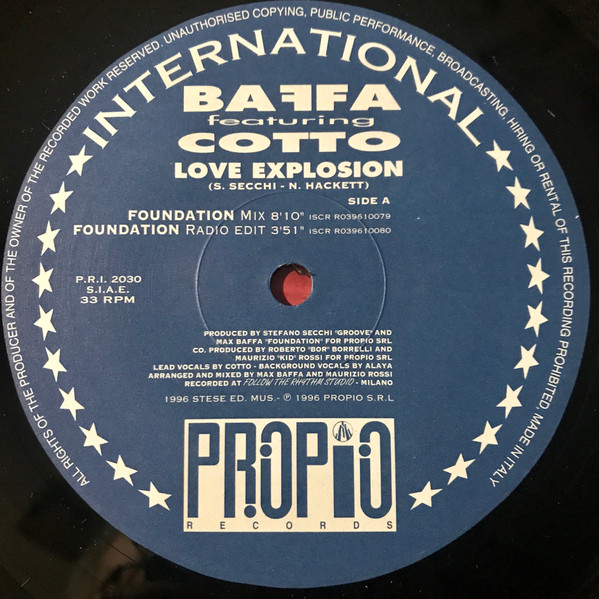 ALL RIGHTS OF THE PRODUCER AND OF THE OWNER OF THE RECORDED WORK RESERVED. UNAUTHORISED COPYING, PUBLIC PERFORMANCE, BROADCASTING, HIRING OR RENTAL OF THIS RECORDING PROHIBITED. MADE IN ITALY
INTERNATIONAL
BAFFA
featuring
COTTO
LOVE EXPLOSION
(S. SECCHI - N. HACKETT)
SIDE A
FOUNDATION MIX 8'10" ISCR R039610079
FOUNDATION RADIO EDIT 3'51" ISCR R039610080
P.R.I. 2030
S.I.A.E.
33 RPM
PRODUCED BY STEFANO SECCHI "GROOVE" AND
MAX BAFFA "FOUNDATION" FOR PROPIO SRL
CO. PRODUCED BY ROBERTO "BOR" BORRELLI AND
MAURIZIO "KID" ROSSI FOR PROPIO SRL
LEAD VOCALS BY COTTO - BACKGROUND VOCALS BY ALAYA
ARRANGED AND MIXED BY MAX BAFFA AND MAURIZIO ROSSI
RECORDED AT FOLLOW THE RHYTHM STUDIO - MILANO
1996 STESE ED. MUS.- ℗ 1996 PROPIO S.R.L
PROPIO
RECORDS